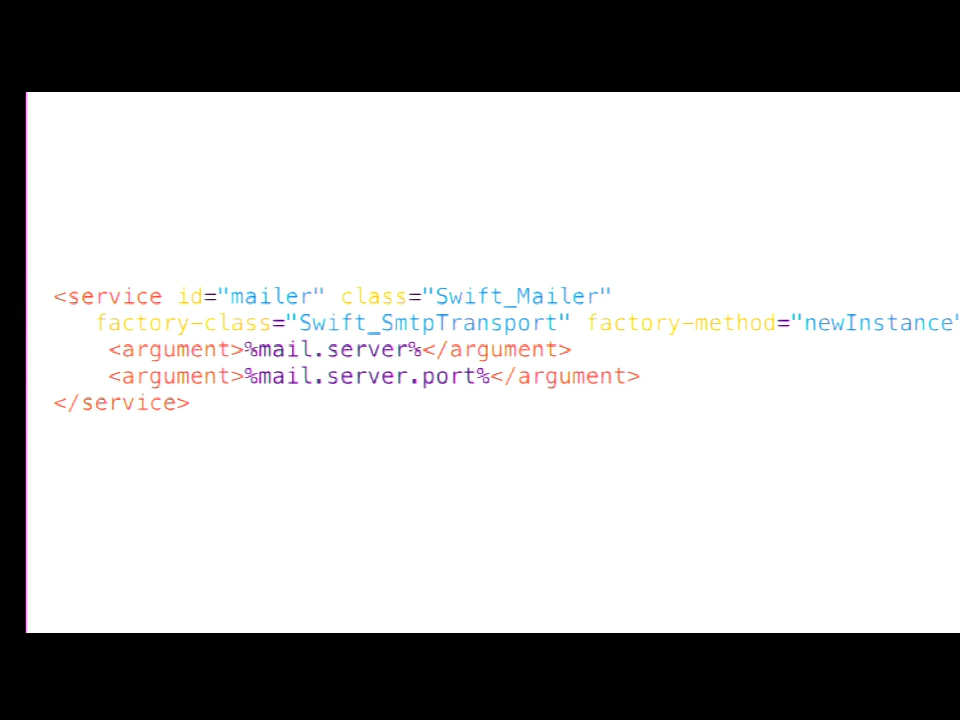 <service id="mailer" class="Swift_Mailer"
factory-class="Swift_SmtpTransport" factory-method="newInstance"
<argument>%mail.server%</argument>
<argument>%mail.server.port%</argument>
</service>